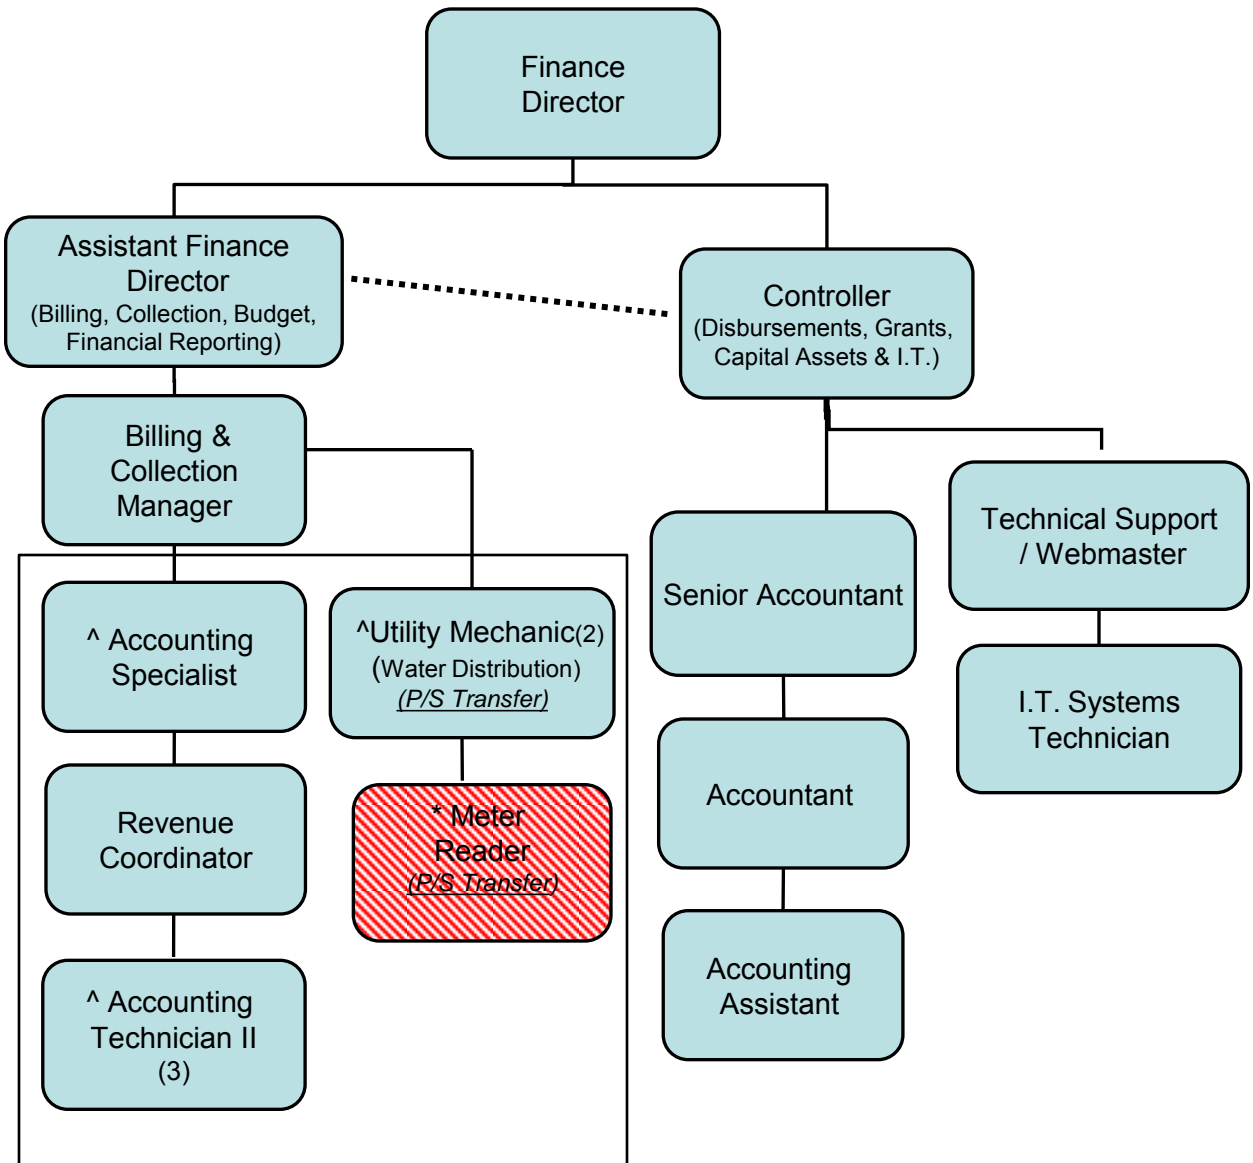 Finance
Director
Assistant Finance
Director
(Billing, Collection, Budget,
Financial Reporting)
Controller
(Disbursements, Grants,
Capital Assets & I.T.)
Billing &
Collection
Manager
Technical Support
/ Webmaster
Senior Accountant
^ Accounting
Specialist
^Utility Mechanic(2)
(Water Distribution)
(P/S Transfer)
I.T. Systems
Technician
Revenue
Coordinator
* Meter
Reader
(P/S Transfer)
Accountant
^ Accounting
Technician II
(3)
Accounting
Assistant